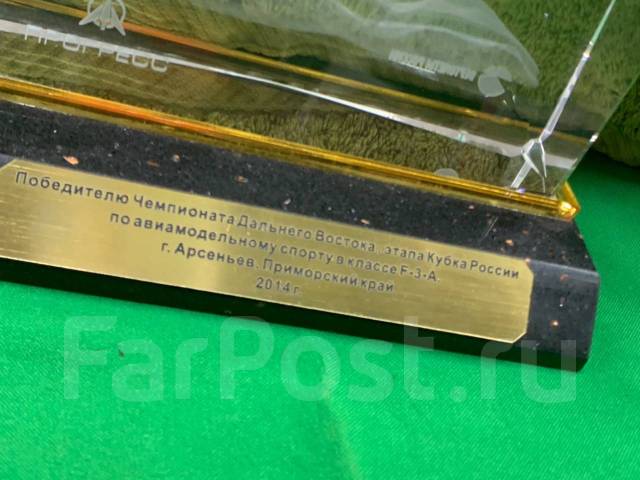 ПРОГРЕСС
Победителю Чемпионата Дальнего Востока, этапа Кубка России
по авиамодельному спорту в классе F-3-A.
г. Арсеньев, Приморский край
2014 г.
FarPost.ru